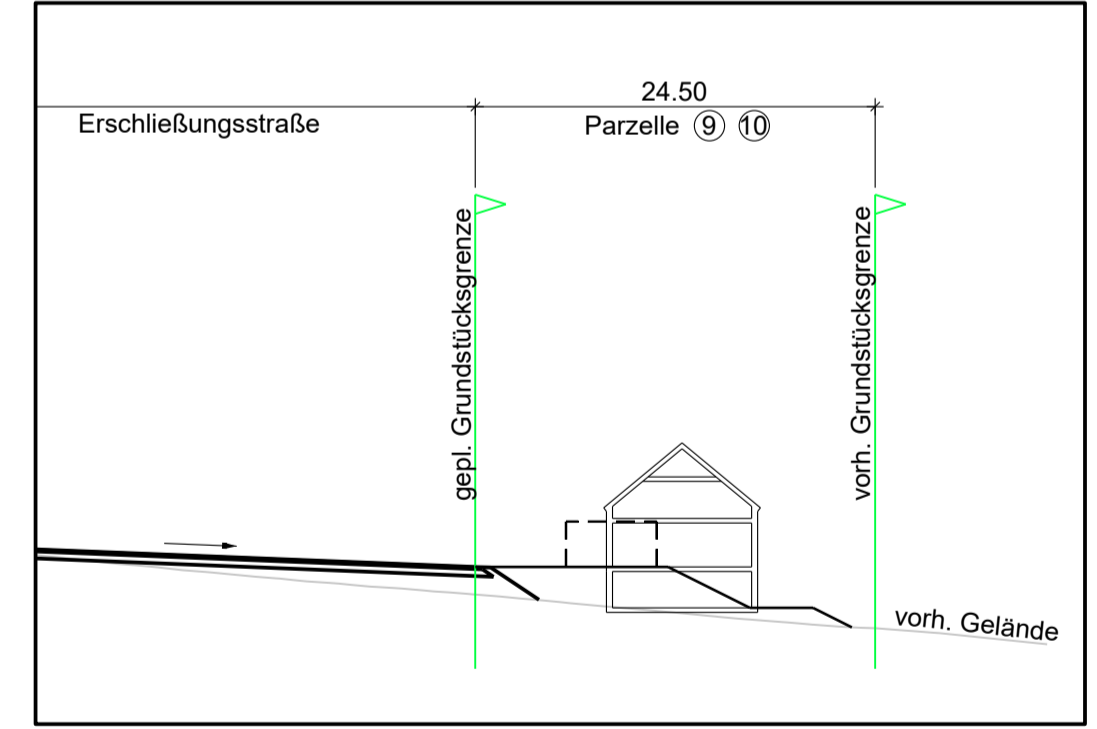 24.50
Erschließungsstraße
Parzelle 9 10
gepl. Grundstücksgrenze
vorh. Grundstücksgrenze
vorh. Gelände